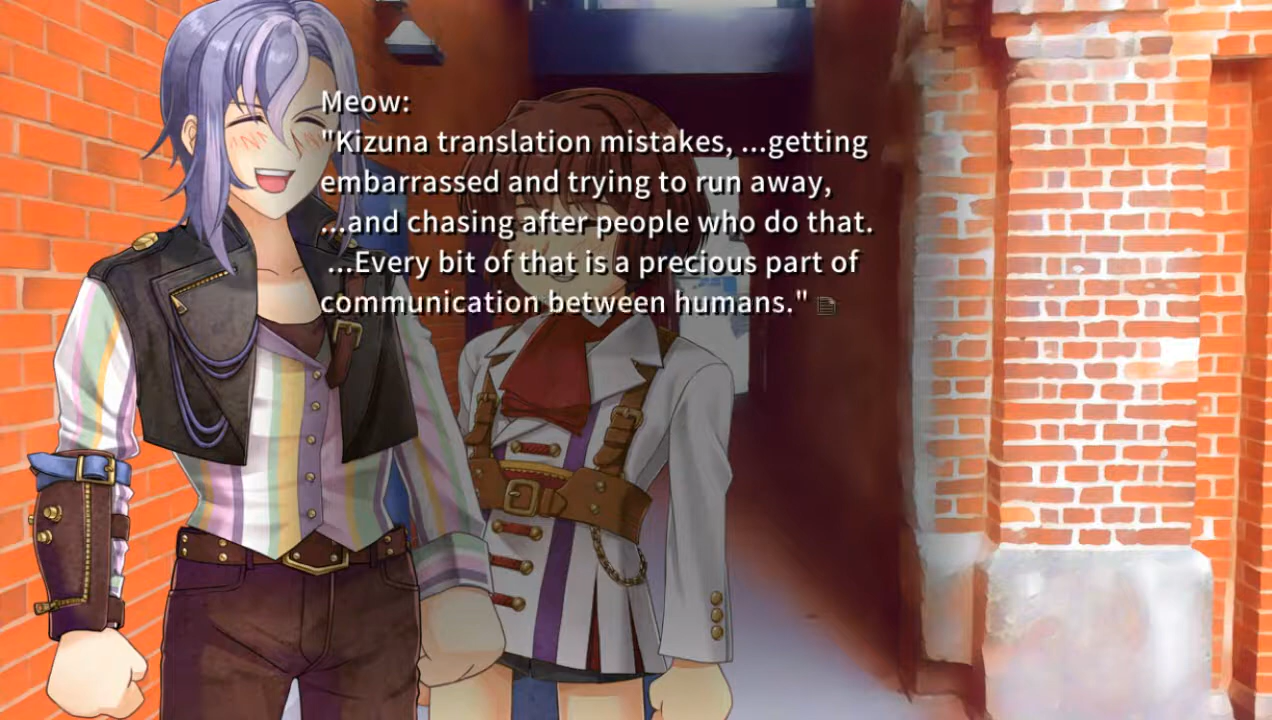 Meow:
"Kizuna translation mistakes, ...getting
embarrassed and trying to run away,
...and chasing after people who do that.
...Every bit of that is a precious part of
communication between humans."